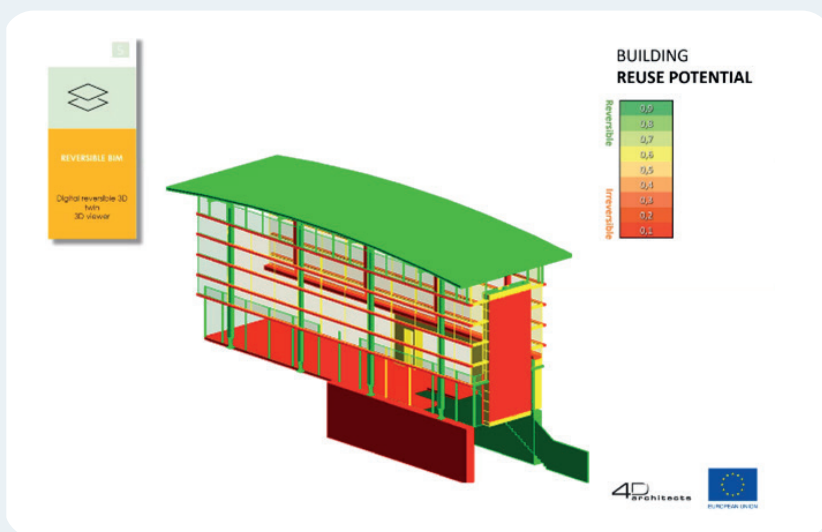 5
REVERSIBLE BIM
Digital reversible 3D
twin
3D viewer
BUILDING
REUSE POTENTIAL
Reversible
Irreversible
0,9
0,8
0,7
0,6
0,5
0,4
0,3
0,2
0,1
4D architects
EUROPEAN UNION